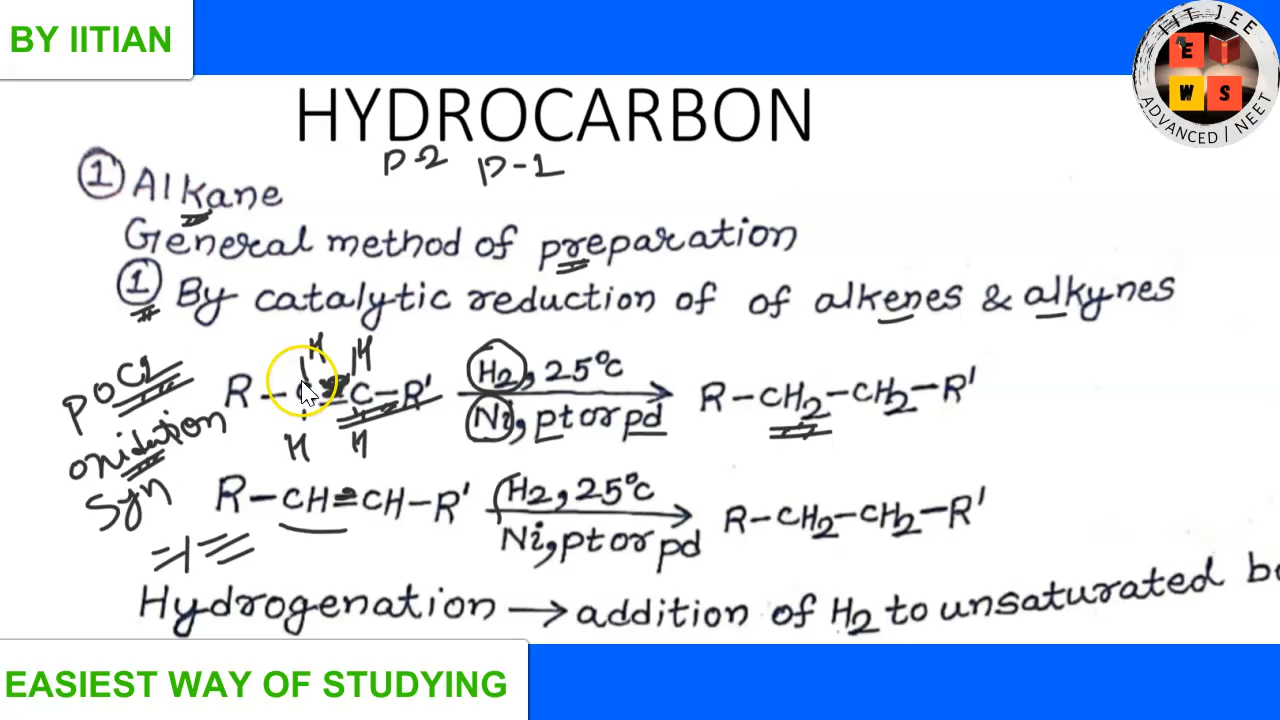 BY IITIAN
IIT JEE
E
W S
ADVANCED / NEET
HYDROCARBON
P-2 P-1
① Alkane
General method of preparation
① By catalytic reduction of of alkenes & alkynes
H H
R-C≡C-R' H2, 25°C R-CH2-CH2-R'
Ni, pt or pd
H H
POCl
oxidation
Syn
R-CH=CH-R' H2, 25°C R-CH2-CH2-R'
Ni, pt or pd
Hydrogenation → addition of H2 to unsaturated
EASIEST WAY OF STUDYING